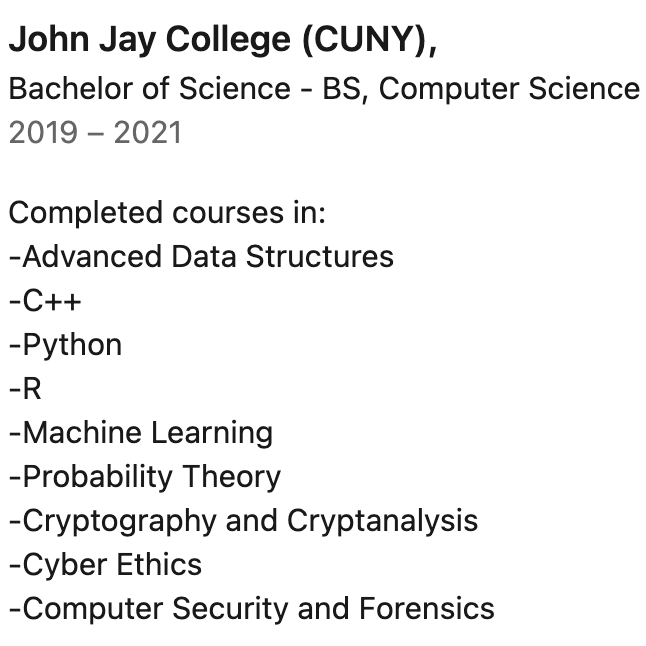 John Jay College (CUNY),
Bachelor of Science - BS, Computer Science
2019 – 2021
Completed courses in:
-Advanced Data Structures
-C++
-Python
-R
-Machine Learning
-Probability Theory
-Cryptography and Cryptanalysis
-Cyber Ethics
-Computer Security and Forensics